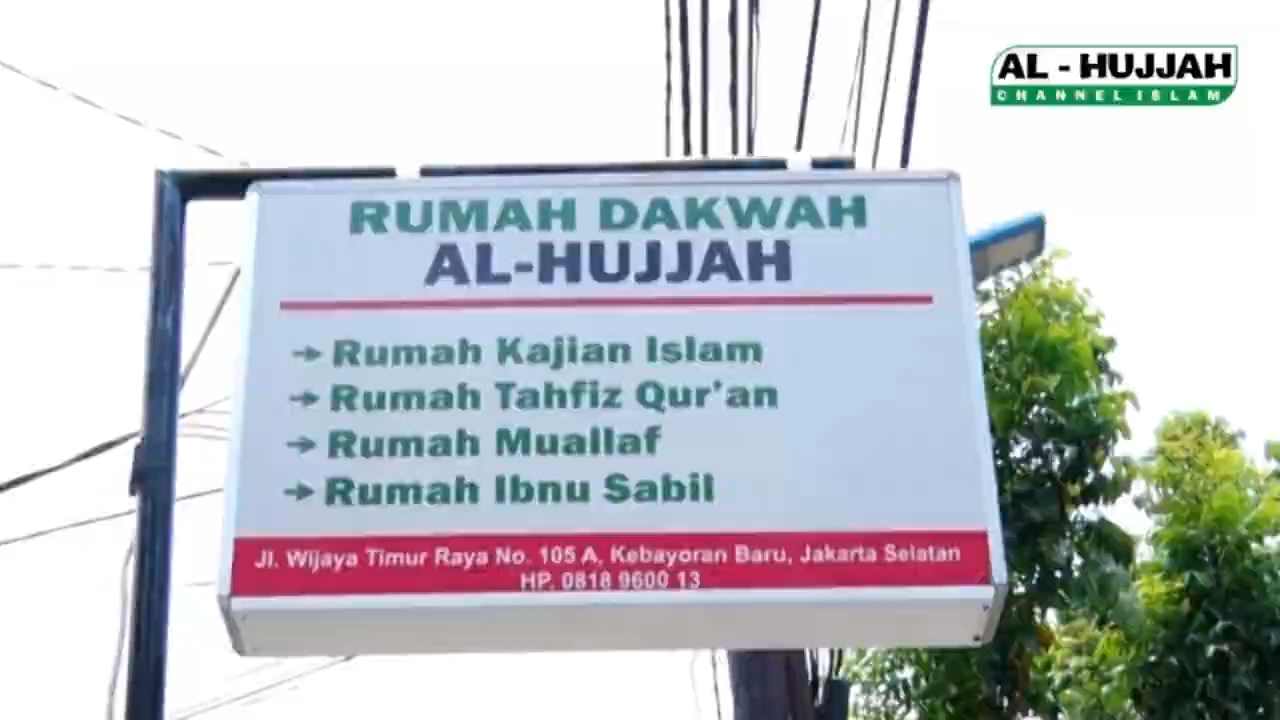 AL - HUJJAH
CHANNEL ISLAM
RUMAH DAKWAH
AL-HUJJAH
→ Rumah Kajian Islam
→ Rumah Tahfiz Qur'an
→ Rumah Muallaf
→ Rumah Ibnu Sabil
Jl. Wijaya Timur Raya No. 105 A, Kebayoran Baru, Jakarta Selatan
HP. 0818 9600 13